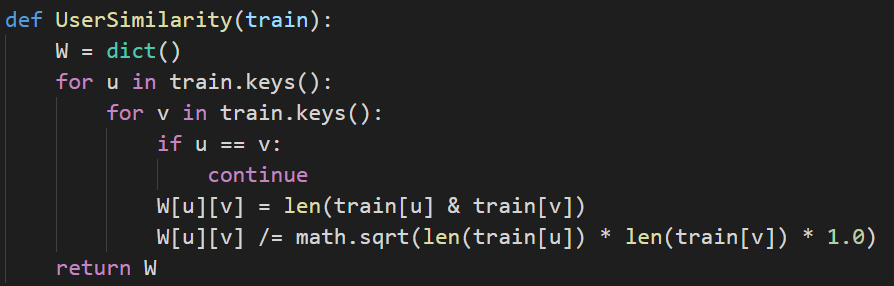 def UserSimilarity(train):
    W = dict()
    for u in train.keys():
        for v in train.keys():
            if u == v:
                continue
            W[u][v] = len(train[u] & train[v])
            W[u][v] /= math.sqrt(len(train[u]) * len(train[v]) * 1.0)
    return W